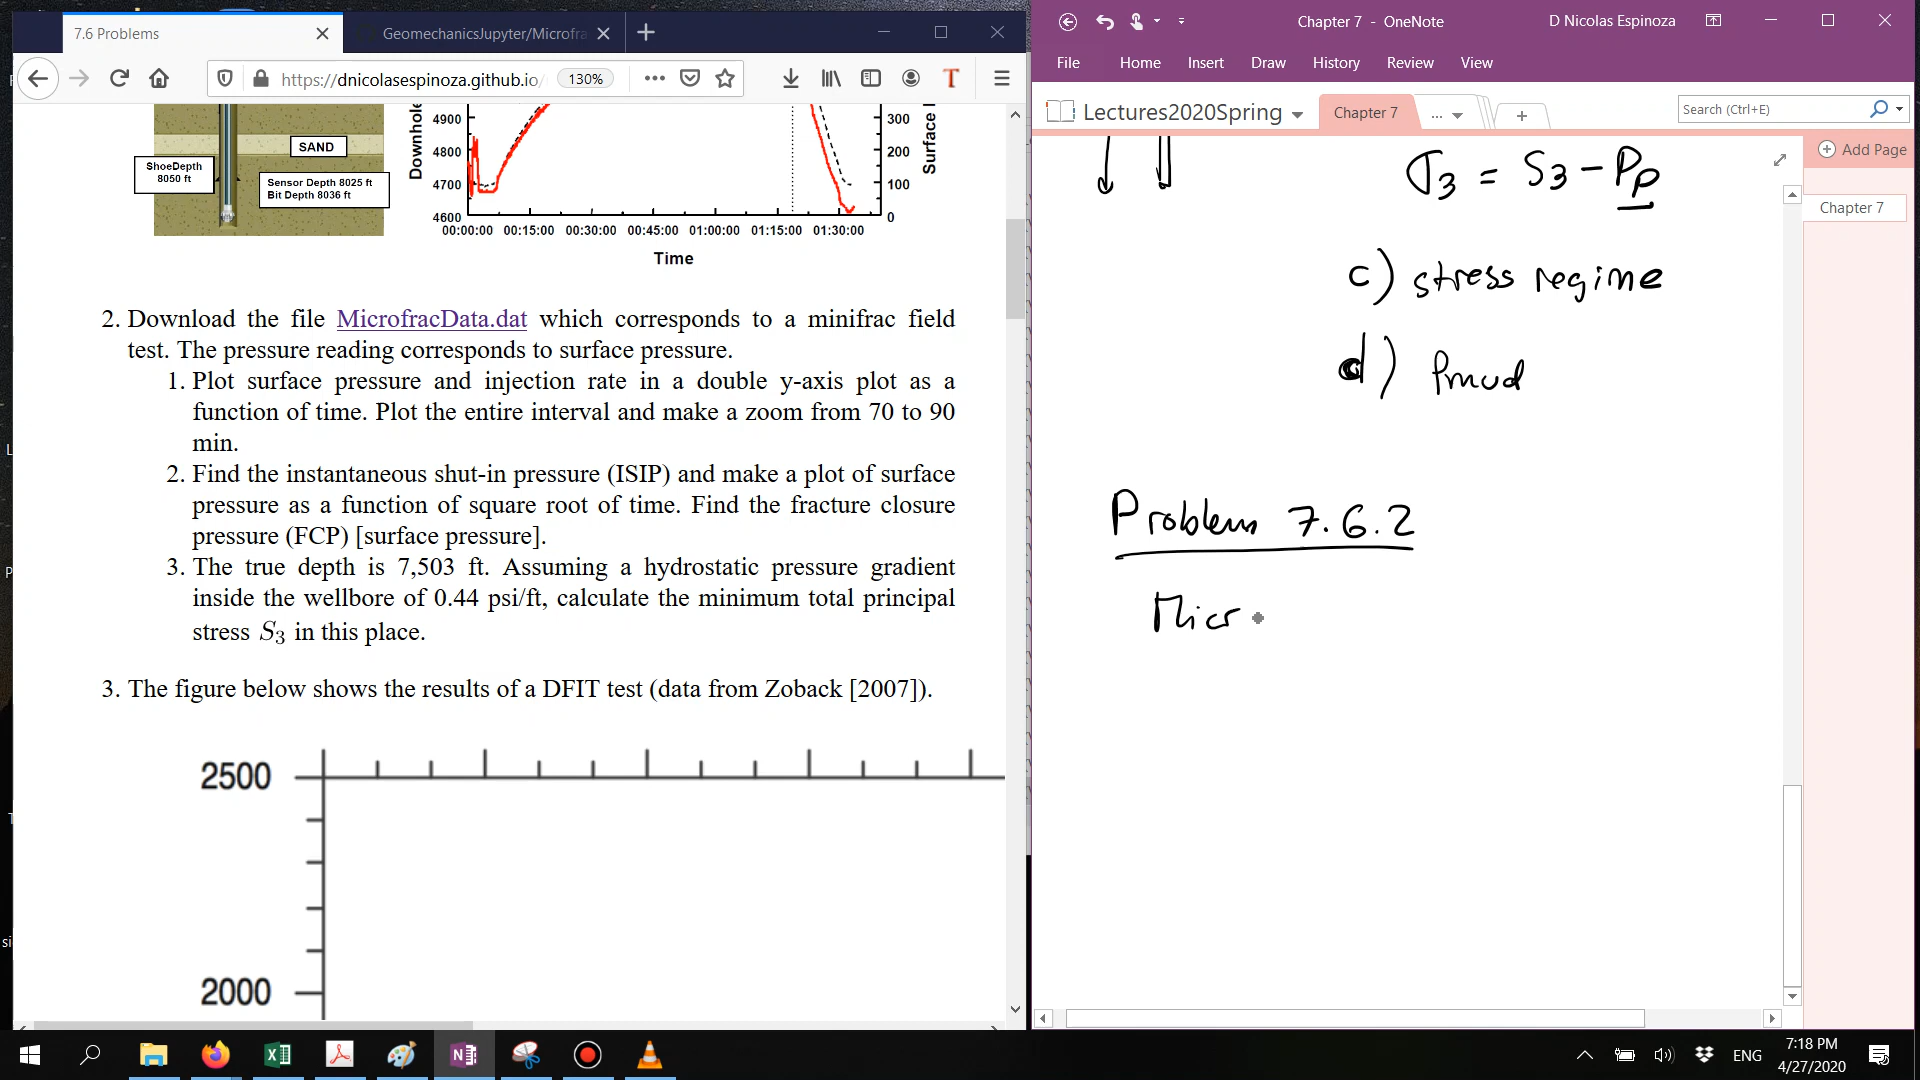 7.6 Problems
GeomechanicsJupyter/Microfra
https://dnicolasespinoza.github.io/
130%
SAND
ShoeDepth
8050 ft
Sensor Depth 8025 ft
Bit Depth 8036 ft
Downhole
4900
4800
4700
4600
300
200
100
0
Surface
00:00:00 00:15:00 00:30:00 00:45:00 01:00:00 01:15:00 01:30:00
Time
2. Download the file MicrofracData.dat which corresponds to a minifrac field
test. The pressure reading corresponds to surface pressure.
1. Plot surface pressure and injection rate in a double y-axis plot as a
function of time. Plot the entire interval and make a zoom from 70 to 90
min.
2. Find the instantaneous shut-in pressure (ISIP) and make a plot of surface
pressure as a function of square root of time. Find the fracture closure
pressure (FCP) [surface pressure].
3. The true depth is 7,503 ft. Assuming a hydrostatic pressure gradient
inside the wellbore of 0.44 psi/ft, calculate the minimum total principal
stress S3 in this place.
3. The figure below shows the results of a DFIT test (data from Zoback [2007]).
2500
2000
Chapter 7 - OneNote
D Nicolas Espinoza
File Home Insert Draw History Review View
Lectures2020Spring
Chapter 7
...
Search (Ctrl+E)
Add Page
Chapter 7
σ3 = S3 - Pp
c) stress regime
d) Pmud
Problem 7.6.2
Micr
ENG
7:18 PM
4/27/2020